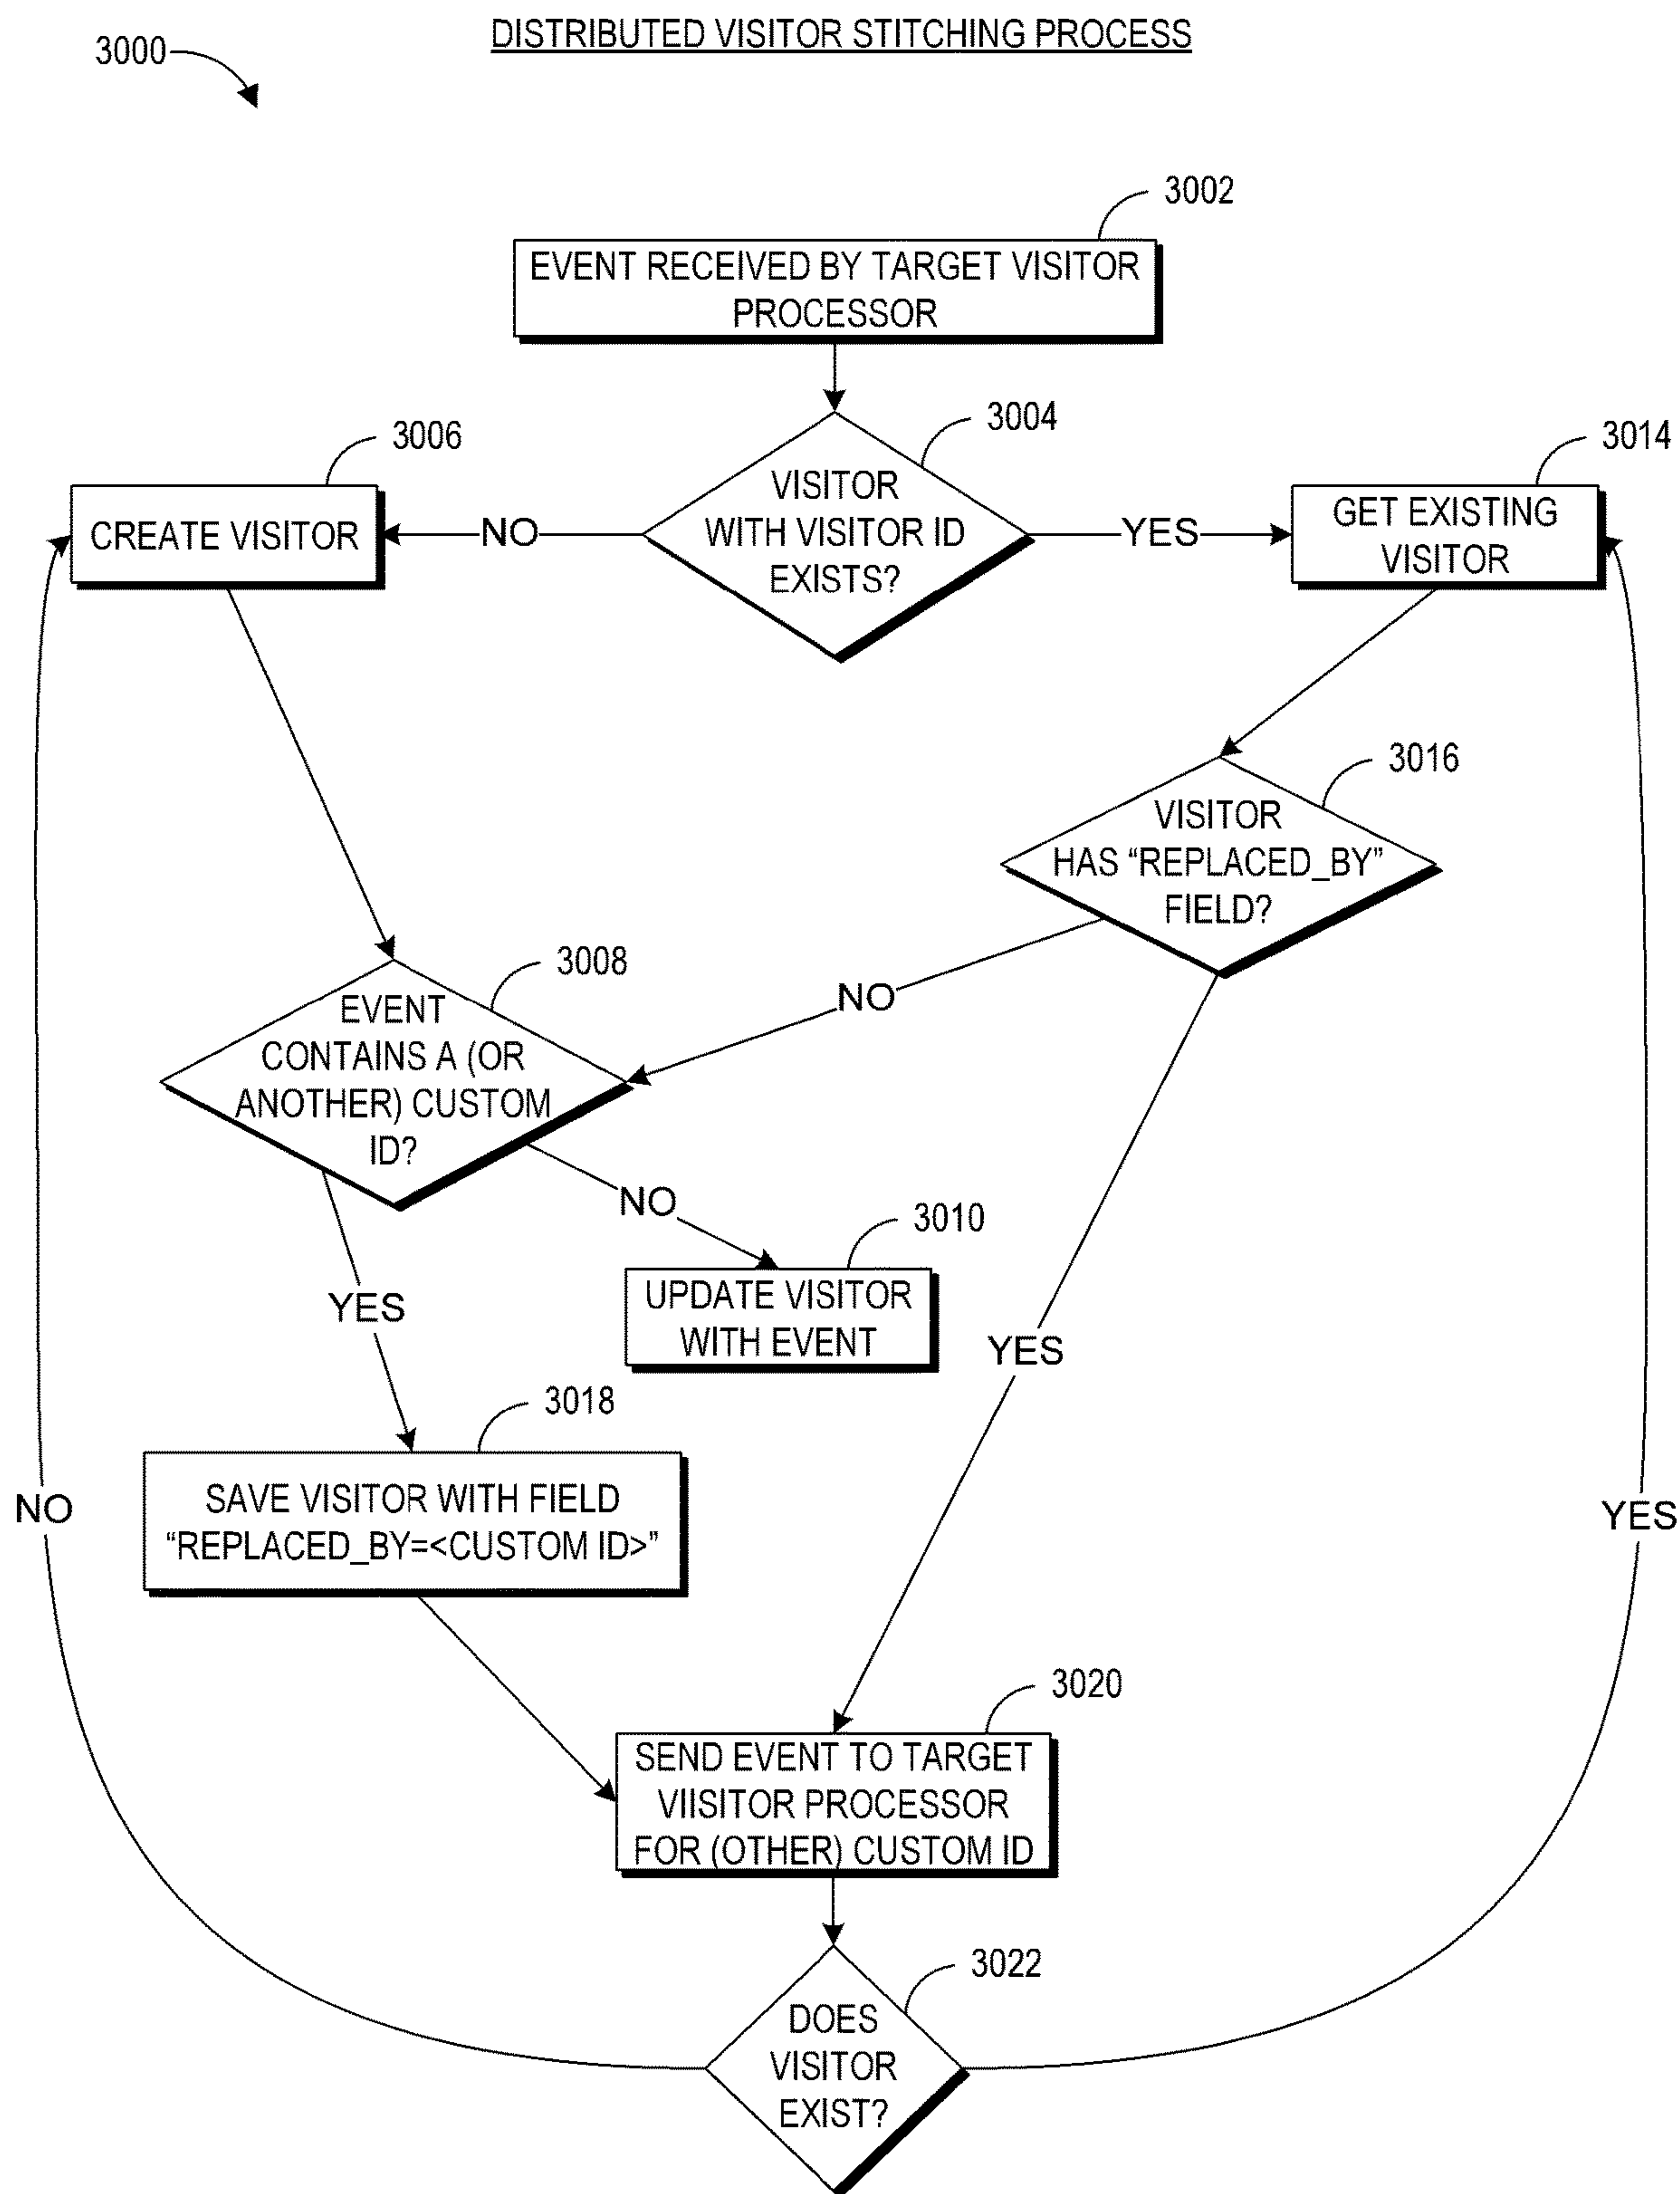 DISTRIBUTED VISITOR STITCHING PROCESS
3000
3002
EVENT RECEIVED BY TARGET VISITOR
PROCESSOR
3004
VISITOR
WITH VISITOR ID
EXISTS?
NO
YES
3006
CREATE VISITOR
3014
GET EXISTING
VISITOR
3016
VISITOR
HAS “REPLACED_BY”
FIELD?
NO
YES
3008
EVENT
CONTAINS A (OR
ANOTHER) CUSTOM
ID?
NO
YES
3010
UPDATE VISITOR
WITH EVENT
3018
SAVE VISITOR WITH FIELD
“REPLACED_BY=<CUSTOM ID>”
3020
SEND EVENT TO TARGET
VIISITOR PROCESSOR
FOR (OTHER) CUSTOM ID
3022
DOES
VISITOR
EXIST?
NO
YES